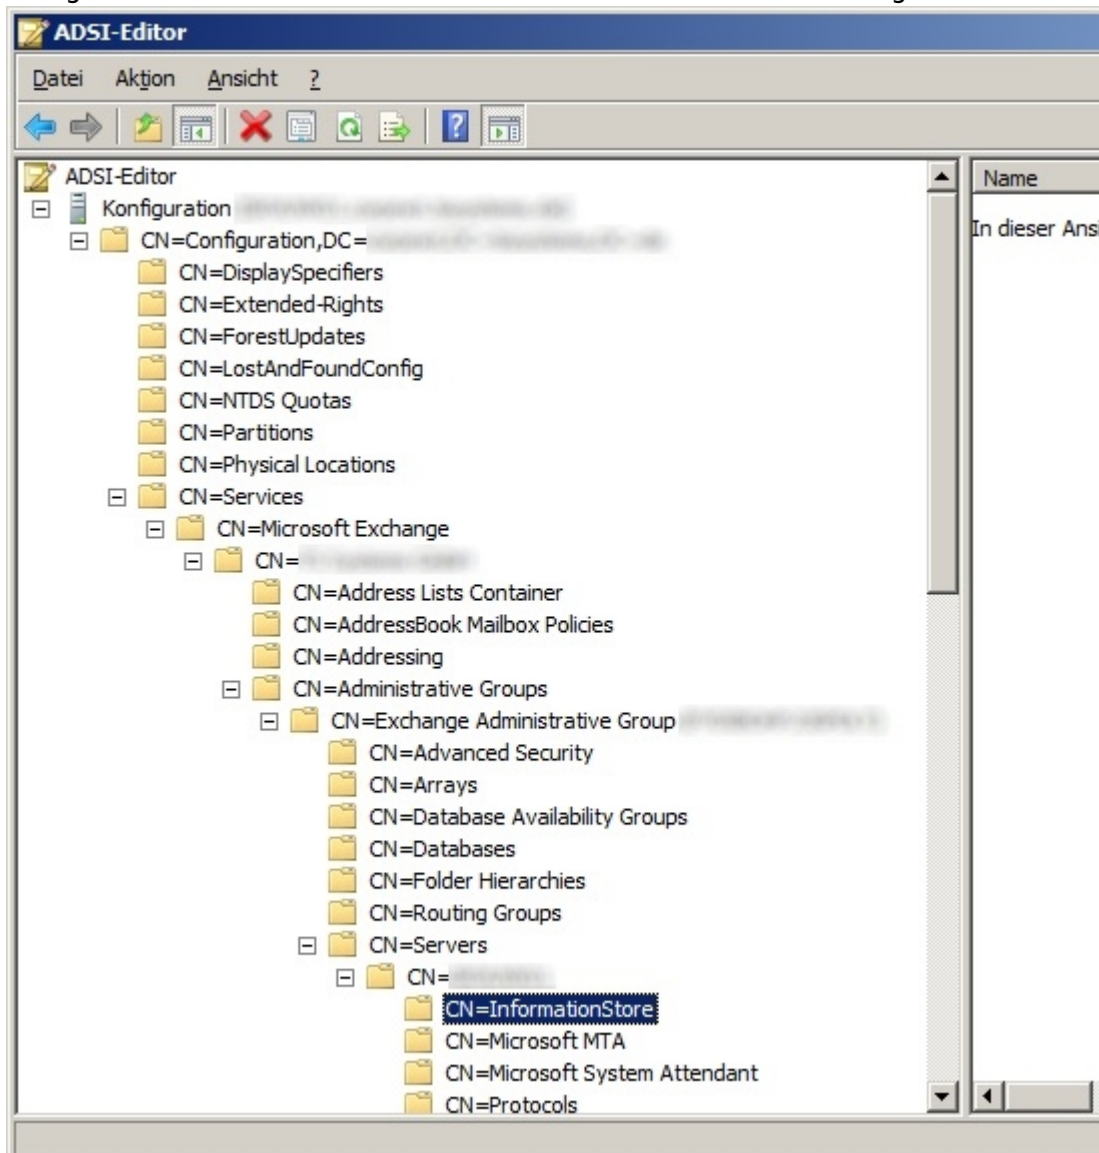 ADSI-Editor
Datei Aktion Ansicht ?
ADSI-Editor
Name
Konfiguration
In dieser Ansi
CN=Configuration,DC=
CN=DisplaySpecifiers
CN=Extended-Rights
CN=ForestUpdates
CN=LostAndFoundConfig
CN=NTDS Quotas
CN=Partitions
CN=Physical Locations
CN=Services
CN=Microsoft Exchange
CN=
CN=Address Lists Container
CN=AddressBook Mailbox Policies
CN=Addressing
CN=Administrative Groups
CN=Exchange Administrative Group
CN=Advanced Security
CN=Arrays
CN=Database Availability Groups
CN=Databases
CN=Folder Hierarchies
CN=Routing Groups
CN=Servers
CN=
CN=InformationStore
CN=Microsoft MTA
CN=Microsoft System Attendant
CN=Protocols